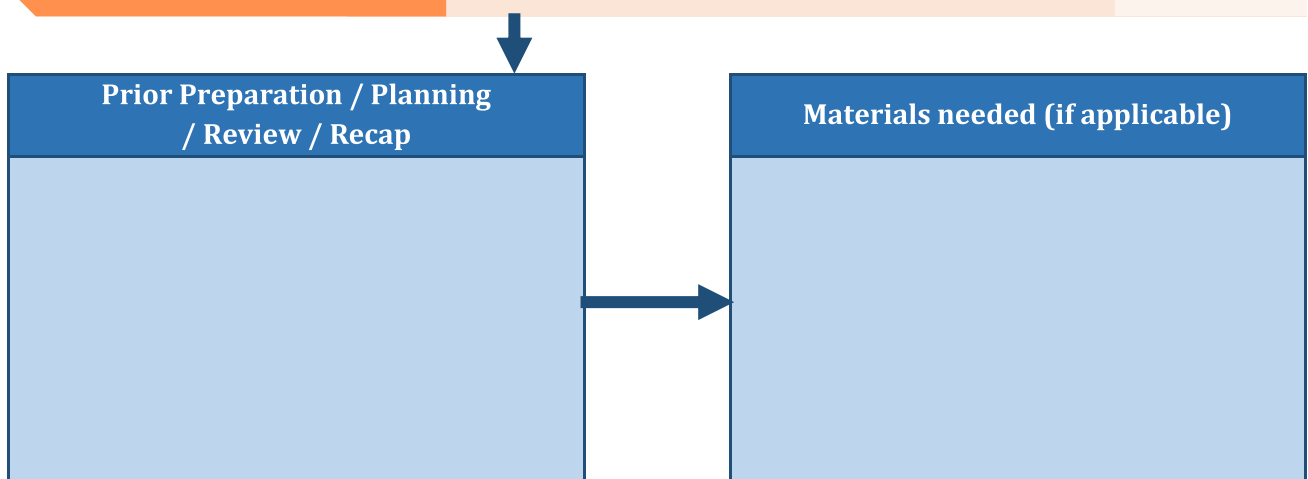 Prior Preparation / Planning
/ Review / Recap
Materials needed (if applicable)